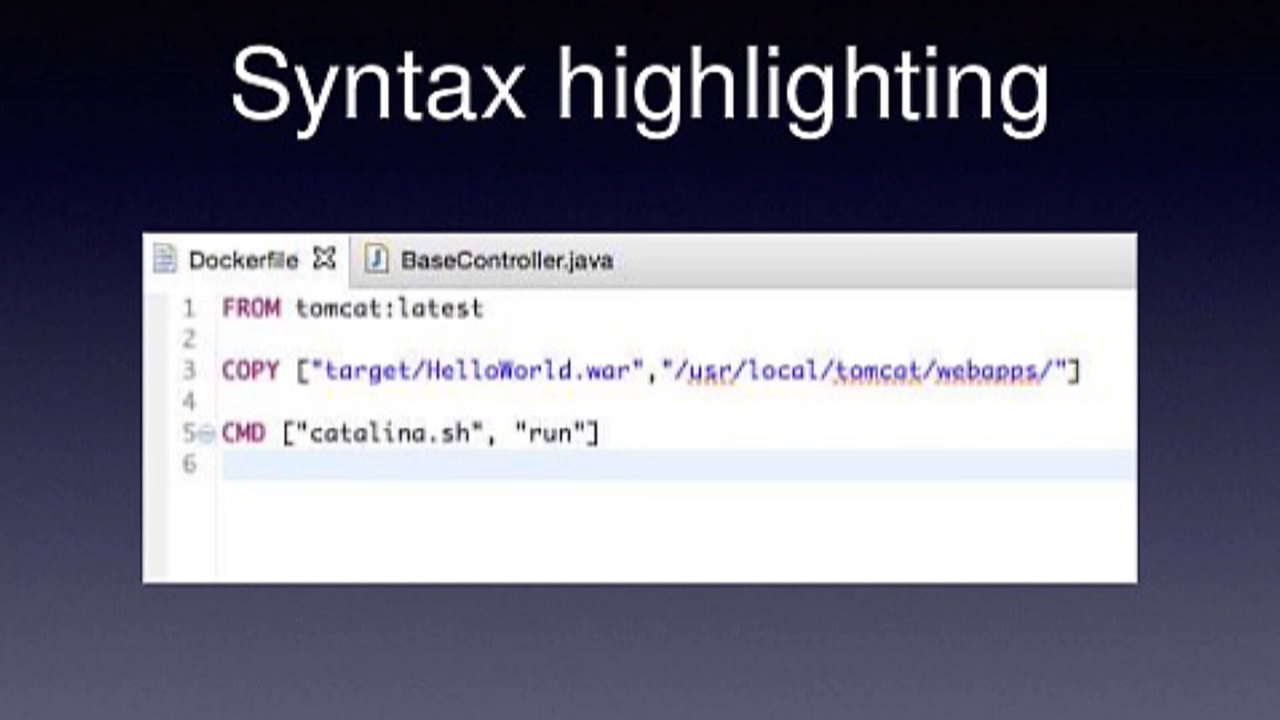 Syntax highlighting
Dockerfile BaseController.java
1 FROM tomcat:latest
2
3 COPY ["target/HelloWorld.war","/usr/local/tomcat/webapps/"]
4
5 CMD ["catalina.sh", "run"]
6